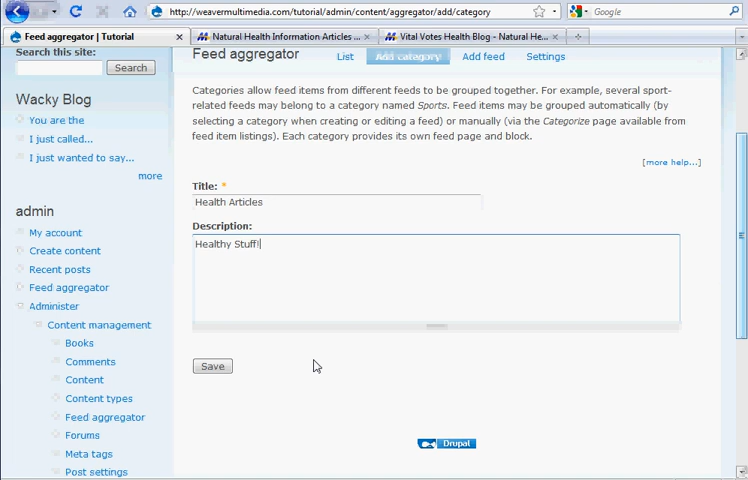 http://weavermultimedia.com/tutorial/admin/content/aggregator/add/category
Google
Feed aggregator | Tutorial
Natural Health Information Articles ...
Vital Votes Health Blog - Natural He...
Search this site:
Search
Wacky Blog
You are the
I just called...
I just wanted to say...
more
admin
My account
Create content
Recent posts
Feed aggregator
Administer
Content management
Books
Comments
Content
Content types
Feed aggregator
Forums
Meta tags
Post settings
Feed aggregator
List
Add category
Add feed
Settings
Categories allow feed items from different feeds to be grouped together. For example, several sport-
related feeds may belong to a category named Sports. Feed items may be grouped automatically (by
selecting a category when creating or editing a feed) or manually (via the Categorize page available from
feed item listings). Each category provides its own feed page and block.
[more help...]
Title: *
Health Articles
Description:
Healthy Stuff!
Save
Drupal